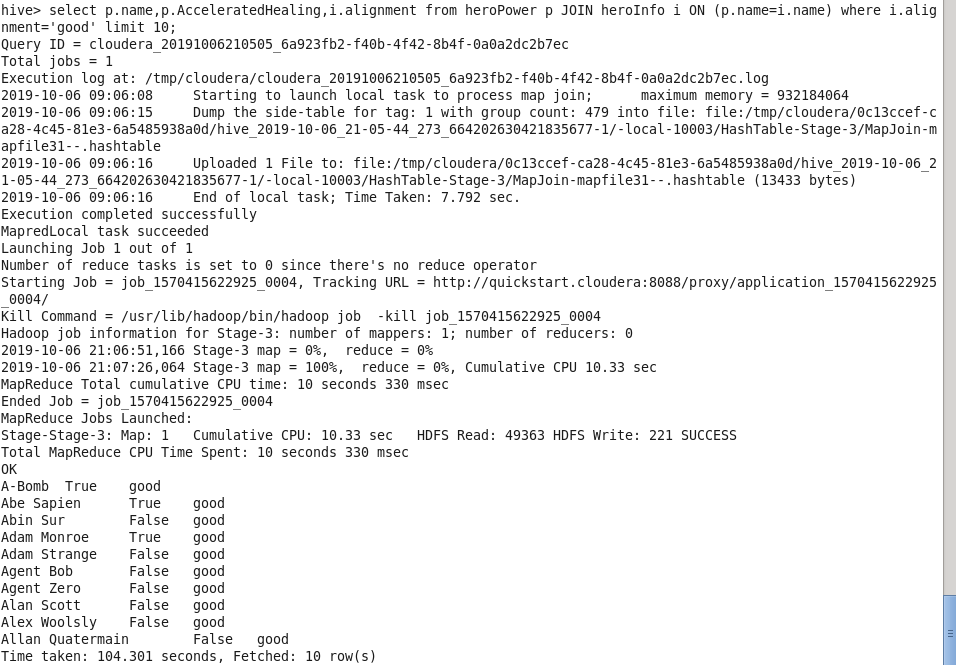 hive> select p.name,p.AcceleratedHealing,i.alignment from heroPower p JOIN heroInfo i ON (p.name=i.name) where i.alig
nment='good' limit 10;
Query ID = cloudera_20191006210505_6a923fb2-f40b-4f42-8b4f-0a0a2dc2b7ec
Total jobs = 1
Execution log at: /tmp/cloudera/cloudera_20191006210505_6a923fb2-f40b-4f42-8b4f-0a0a2dc2b7ec.log
2019-10-06 09:06:08     Starting to launch local task to process map join;      maximum memory = 932184064
2019-10-06 09:06:15     Dump the side-table for tag: 1 with group count: 479 into file: file:/tmp/cloudera/0c13ccef-c
a28-4c45-81e3-6a5485938a0d/hive_2019-10-06_21-05-44_273_664202630421835677-1/-local-10003/HashTable-Stage-3/MapJoin-m
apfile31--.hashtable
2019-10-06 09:06:16     Uploaded 1 File to: file:/tmp/cloudera/0c13ccef-ca28-4c45-81e3-6a5485938a0d/hive_2019-10-06_2
1-05-44_273_664202630421835677-1/-local-10003/HashTable-Stage-3/MapJoin-mapfile31--.hashtable (13433 bytes)
2019-10-06 09:06:16     End of local task; Time Taken: 7.792 sec.
Execution completed successfully
MapredLocal task succeeded
Launching Job 1 out of 1
Number of reduce tasks is set to 0 since there's no reduce operator
Starting Job = job_1570415622925_0004, Tracking URL = http://quickstart.cloudera:8088/proxy/application_1570415622925
_0004/
Kill Command = /usr/lib/hadoop/bin/hadoop job  -kill job_1570415622925_0004
Hadoop job information for Stage-3: number of mappers: 1; number of reducers: 0
2019-10-06 21:06:51,166 Stage-3 map = 0%,  reduce = 0%
2019-10-06 21:07:26,064 Stage-3 map = 100%,  reduce = 0%, Cumulative CPU 10.33 sec
MapReduce Total cumulative CPU time: 10 seconds 330 msec
Ended Job = job_1570415622925_0004
MapReduce Jobs Launched:
Stage-Stage-3: Map: 1   Cumulative CPU: 10.33 sec   HDFS Read: 49363 HDFS Write: 221 SUCCESS
Total MapReduce CPU Time Spent: 10 seconds 330 msec
OK
A-Bomb  True    good
Abe Sapien      True    good
Abin Sur        False   good
Adam Monroe     True    good
Adam Strange    False   good
Agent Bob       False   good
Agent Zero      False   good
Alan Scott      False   good
Alex Woolsly    False   good
Allan Quatermain        False   good
Time taken: 104.301 seconds, Fetched: 10 row(s)